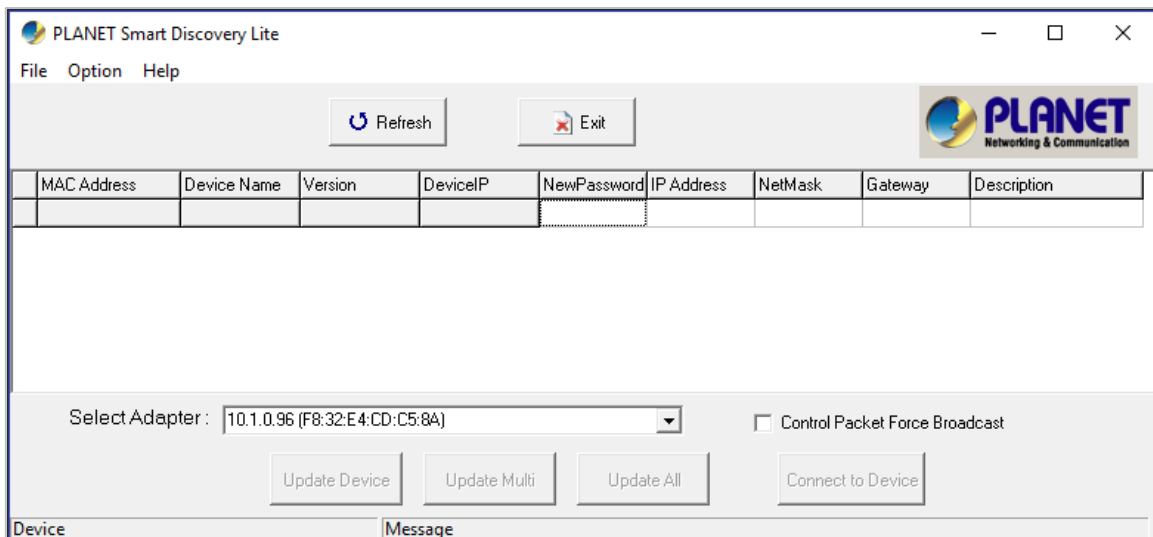 PLANET Smart Discovery Lite
File Option Help
Refresh Exit
PLANET
Networking & Communication
MAC Address Device Name Version DeviceIP NewPassword IP Address NetMask Gateway Description
Select Adapter : 10.1.0.96 (F8:32:E4:CD:C5:8A) Control Packet Force Broadcast
Update Device Update Multi Update All Connect to Device
Device Message